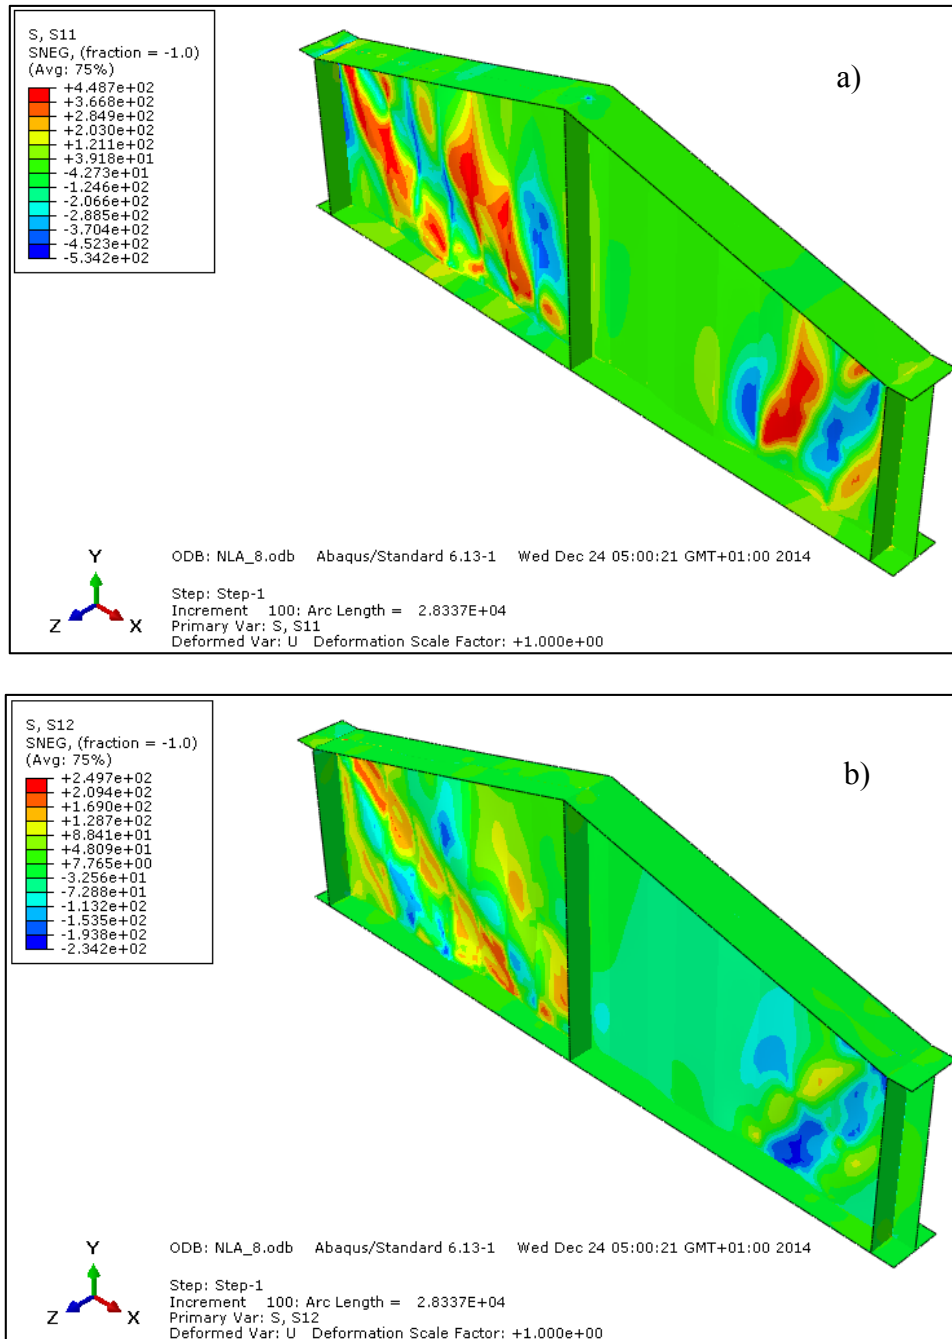 S, S11
SNEG, (fraction = -1.0)
(Avg: 75%)
+4.487e+02
+3.668e+02
+2.849e+02
+2.030e+02
+1.211e+02
+3.918e+01
-4.273e+01
-1.246e+02
-2.066e+02
-2.885e+02
-3.704e+02
-4.523e+02
-5.342e+02
a)
Y
Z
X
ODB: NLA_8.odb Abaqus/Standard 6.13-1 Wed Dec 24 05:00:21 GMT+01:00 2014
Step: Step-1
Increment 100: Arc Length = 2.8337E+04
Primary Var: S, S11
Deformed Var: U Deformation Scale Factor: +1.000e+00
S, S12
SNEG, (fraction = -1.0)
(Avg: 75%)
+2.497e+02
+2.094e+02
+1.690e+02
+1.287e+02
+8.841e+01
+4.809e+01
+7.765e+00
-3.256e+01
-7.288e+01
-1.132e+02
-1.535e+02
-1.938e+02
-2.342e+02
b)
Y
Z
X
ODB: NLA_8.odb Abaqus/Standard 6.13-1 Wed Dec 24 05:00:21 GMT+01:00 2014
Step: Step-1
Increment 100: Arc Length = 2.8337E+04
Primary Var: S, S12
Deformed Var: U Deformation Scale Factor: +1.000e+00